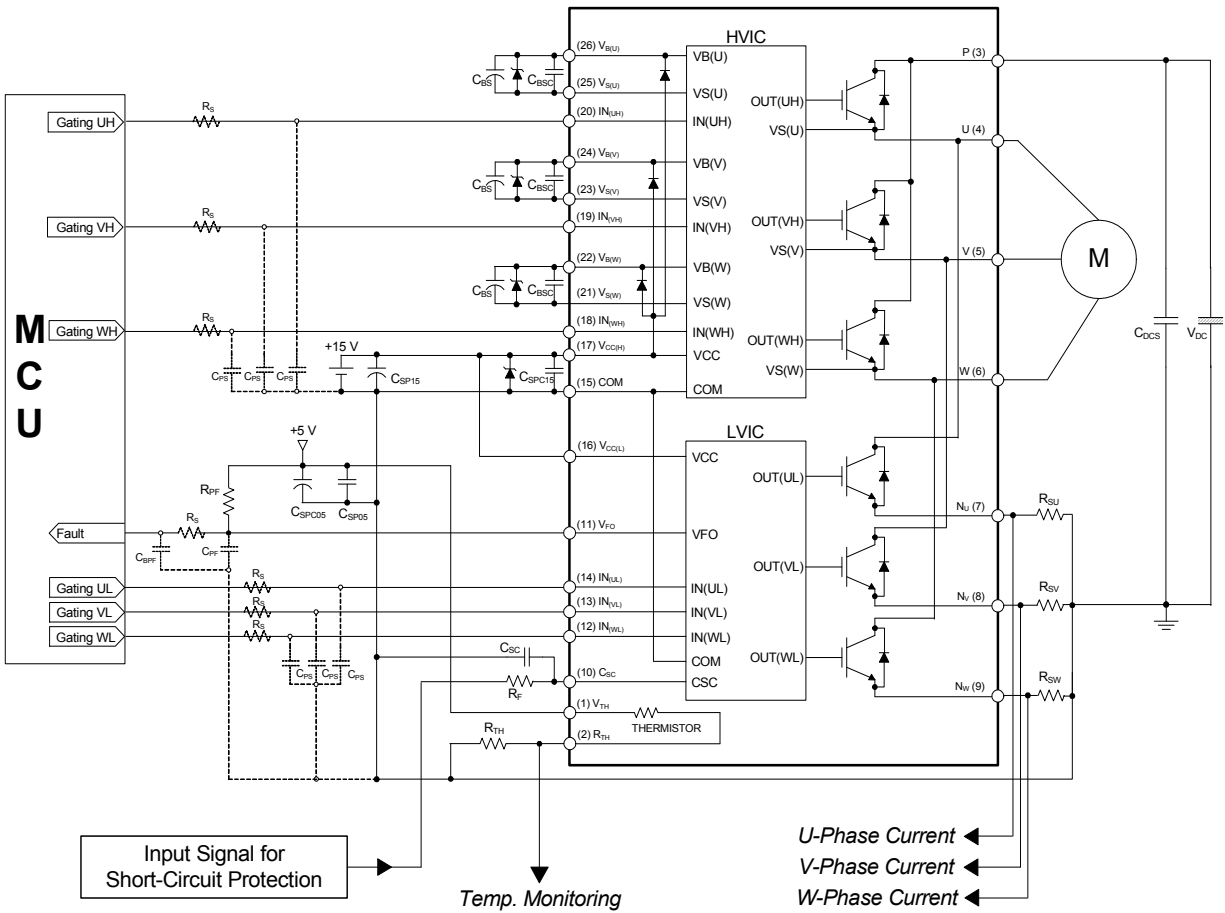 HVIC
(26) VB(U)
VB(U)
P (3)
CBS
CBSC
(25) VS(U)
VS(U)
OUT(UH)
Gating UH
RS
(20) IN(UH)
IN(UH)
VS(U)
U (4)
(24) VB(V)
VB(V)
CBS
CBSC
(23) VS(V)
VS(V)
Gating VH
RS
(19) IN(VH)
IN(VH)
OUT(VH)
VS(V)
V (5)
M
(22) VB(W)
VB(W)
CBS
CBSC
(21) VS(W)
VS(W)
MCU
Gating WH
RS
(18) IN(WH)
IN(WH)
OUT(WH)
CDCS
VDC
+15 V
(17) VCC(H)
VCC
VS(W)
W (6)
CPS
CPS
CPS
CSP15
CSPC15
(15) COM
COM
+5 V
LVIC
(16) VCC(L)
VCC
OUT(UL)
RPF
CSPC05
CSP05
NU (7)
RSU
Fault
RS
(11) VFO
VFO
CBPF
CPF
OUT(VL)
Gating UL
RS
(14) IN(UL)
IN(UL)
Gating VL
RS
(13) IN(VL)
IN(VL)
NV (8)
RSV
Gating WL
RS
(12) IN(WL)
IN(WL)
CPS
CPS
CPS
CSC
COM
OUT(WL)
RF
(10) CSC
CSC
NW (9)
RSW
(1) VTH
THERMISTOR
RTH
(2) RTH
Input Signal for
Short-Circuit Protection
Temp. Monitoring
U-Phase Current
V-Phase Current
W-Phase Current